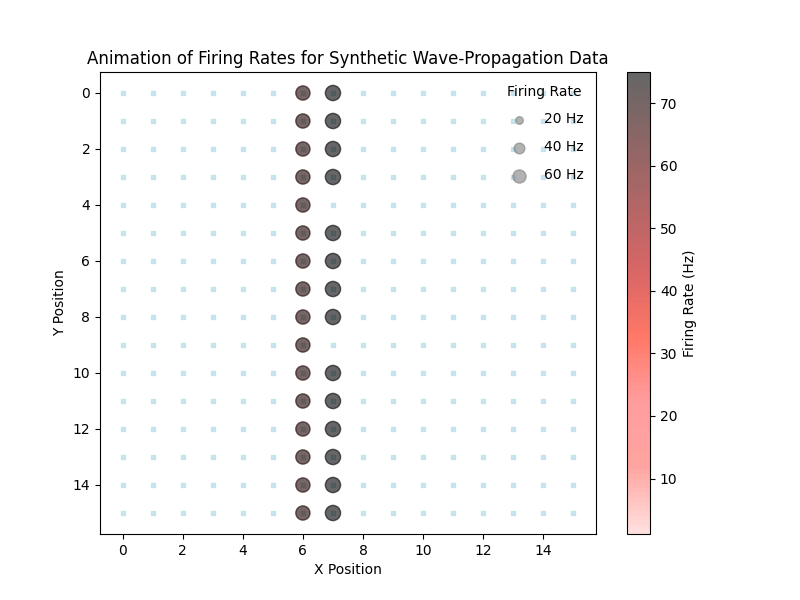 Animation of Firing Rates for Synthetic Wave-Propagation Data
Firing Rate
20 Hz
40 Hz
60 Hz
0
2
4
6
8
10
12
14
Y Position
0 2 4 6 8 10 12 14
X Position
70
60
50
40
30
20
10
Firing Rate (Hz)